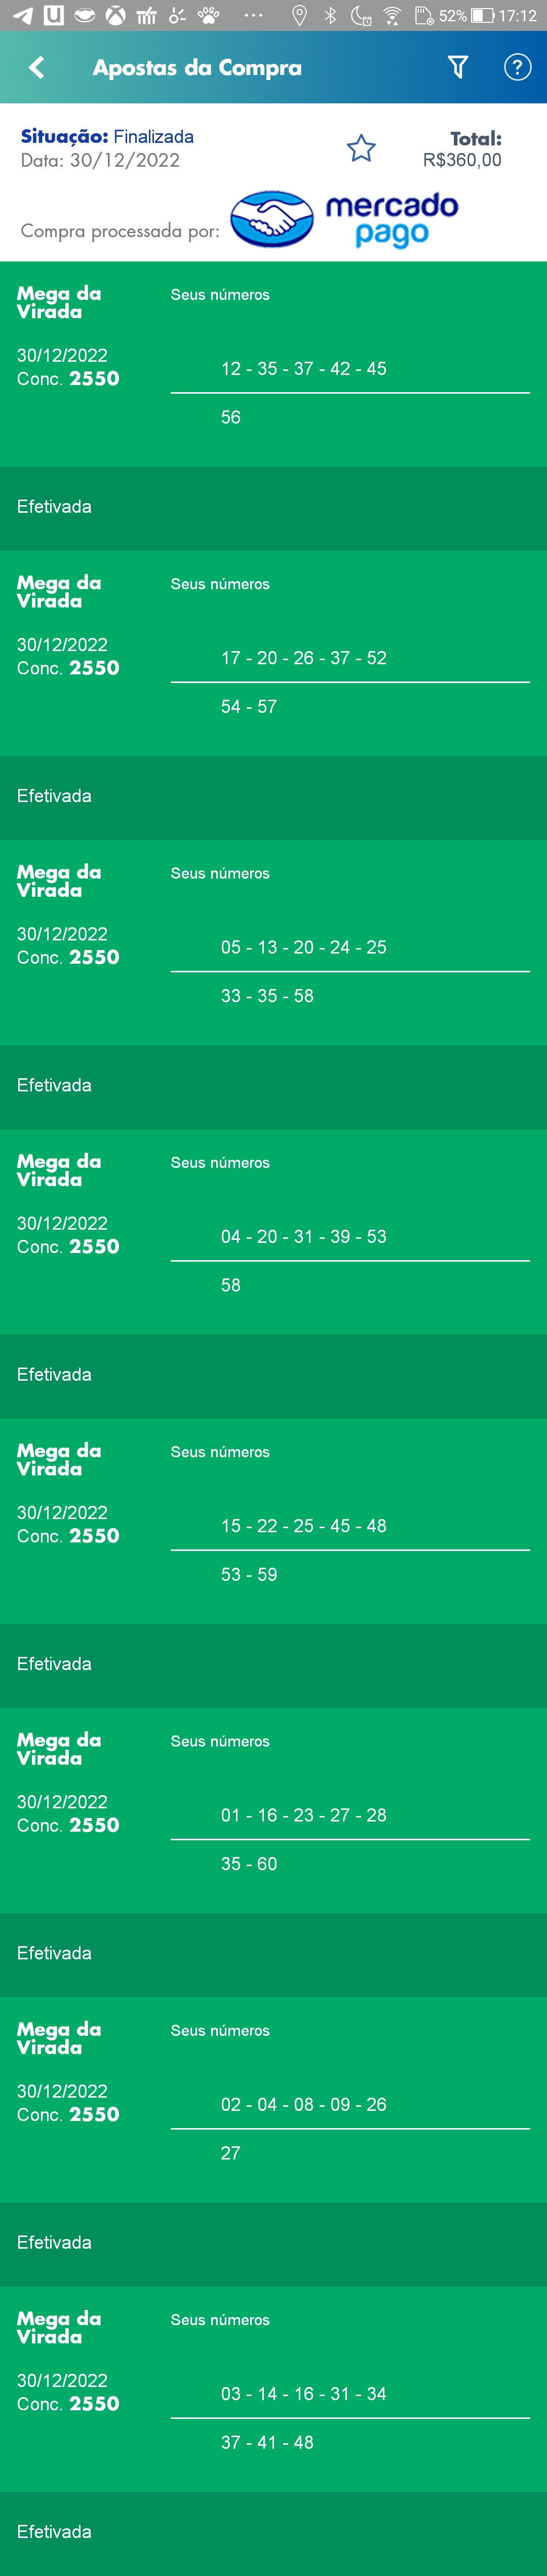 52% 17:12
Apostas da Compra
Situação: Finalizada
Total:
Data: 30/12/2022
R$360,00
Compra processada por: mercado pago
Mega da Virada
Seus números
30/12/2022
Conc. 2550
12 - 35 - 37 - 42 - 45
56
Efetivada
Mega da Virada
Seus números
30/12/2022
Conc. 2550
17 - 20 - 26 - 37 - 52
54 - 57
Efetivada
Mega da Virada
Seus números
30/12/2022
Conc. 2550
05 - 13 - 20 - 24 - 25
33 - 35 - 58
Efetivada
Mega da Virada
Seus números
30/12/2022
Conc. 2550
04 - 20 - 31 - 39 - 53
58
Efetivada
Mega da Virada
Seus números
30/12/2022
Conc. 2550
15 - 22 - 25 - 45 - 48
53 - 59
Efetivada
Mega da Virada
Seus números
30/12/2022
Conc. 2550
01 - 16 - 23 - 27 - 28
35 - 60
Efetivada
Mega da Virada
Seus números
30/12/2022
Conc. 2550
02 - 04 - 08 - 09 - 26
27
Efetivada
Mega da Virada
Seus números
30/12/2022
Conc. 2550
03 - 14 - 16 - 31 - 34
37 - 41 - 48
Efetivada